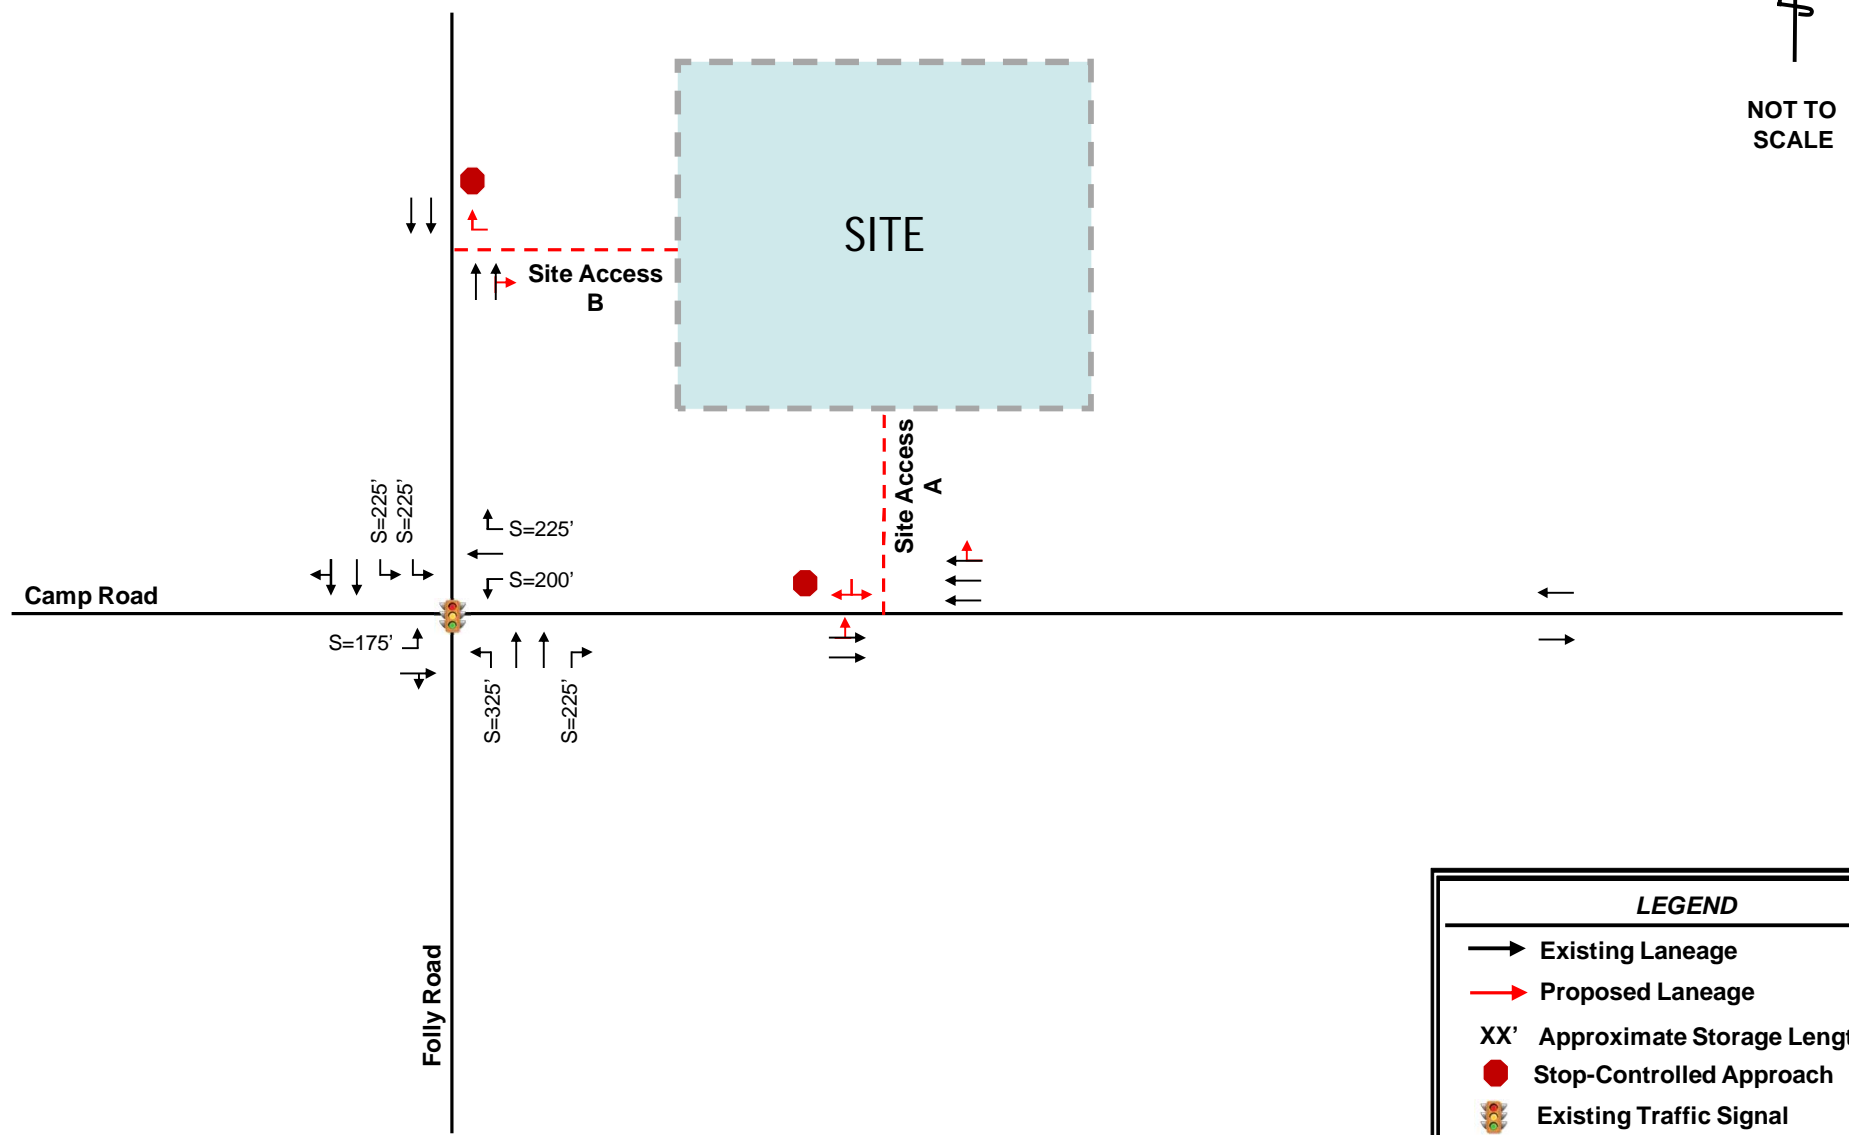 NOT TO
SCALE
SITE
Site Access
B
Site Access
A
S=225'
S=225'
S=225'
S=200'
Camp Road
S=175'
S=325'
S=225'
Folly Road
LEGEND
Existing Laneage
Proposed Laneage
XX' Approximate Storage
Stop-Controlled Approach
Existing Traffic Signal